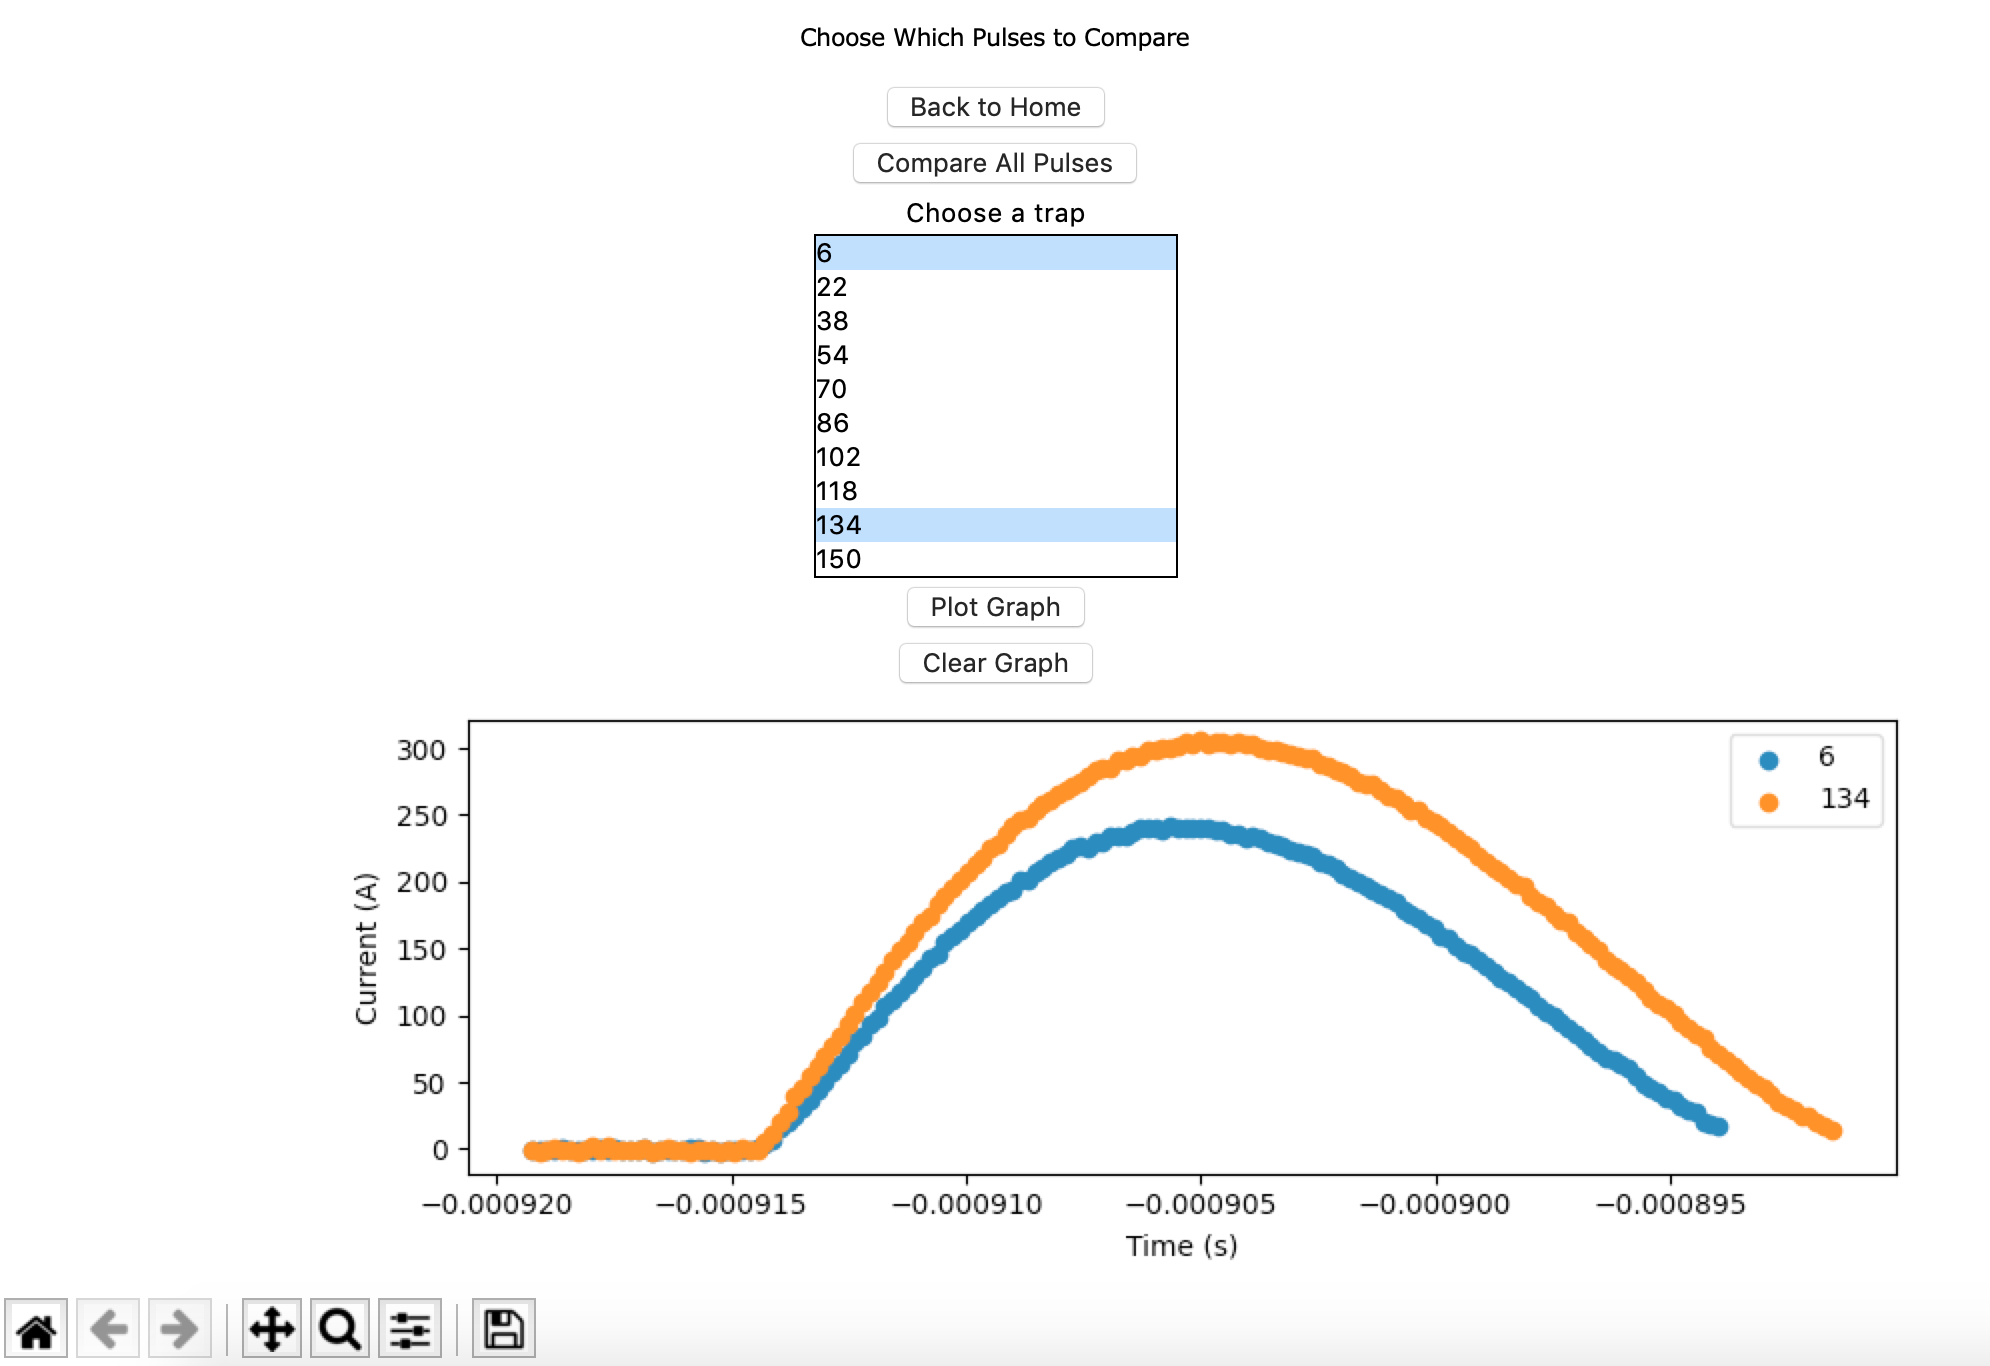 Choose Which Pulses to Compare
Back to Home
Compare All Pulses
Choose a trap
6
22
38
54
70
86
102
118
134
150
Plot Graph
Clear Graph
300
250
200
150
100
50
0
Current (A)
6
134
−0.000920 −0.000915 −0.000910 −0.000905 −0.000900 −0.000895
Time (s)